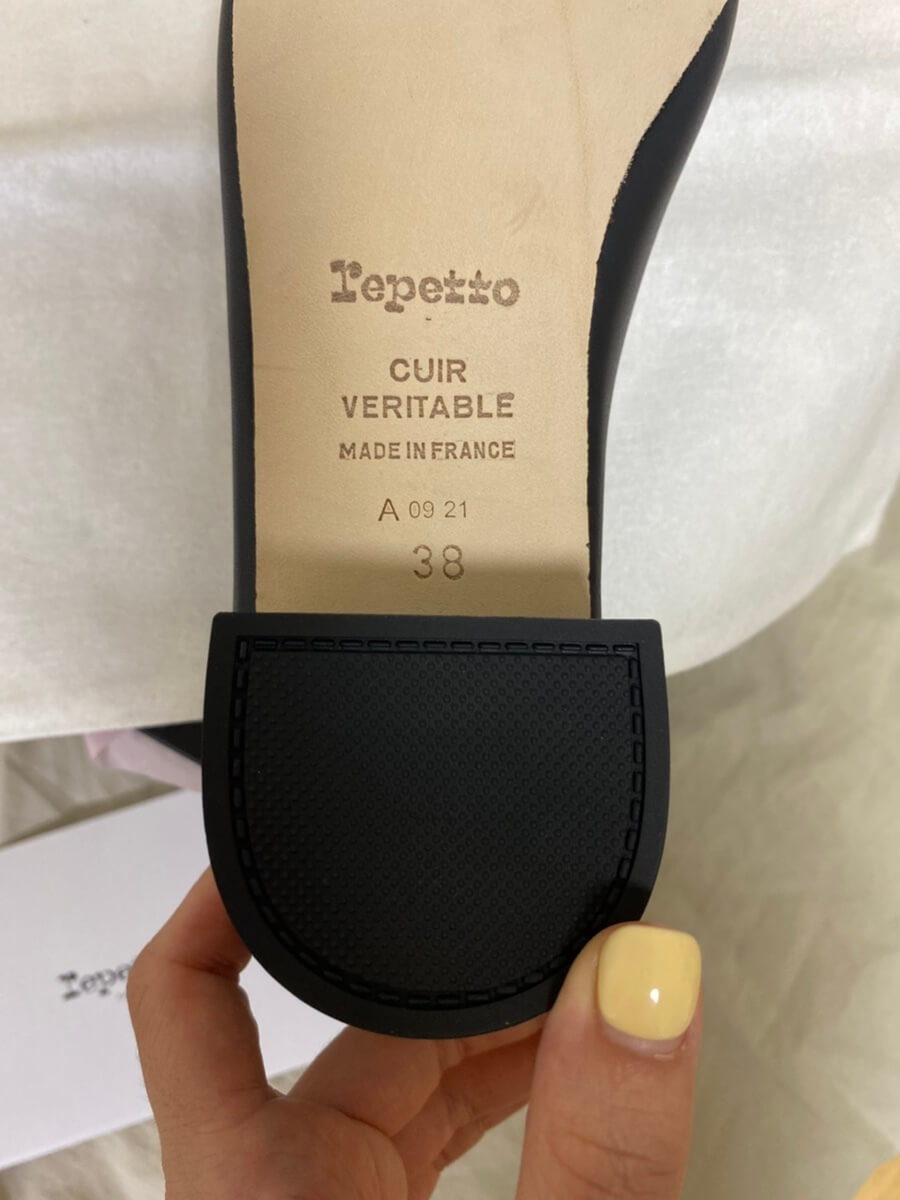 repetto
CUIR
VERITABLE
MADE IN FRANCE
A 09 21
38